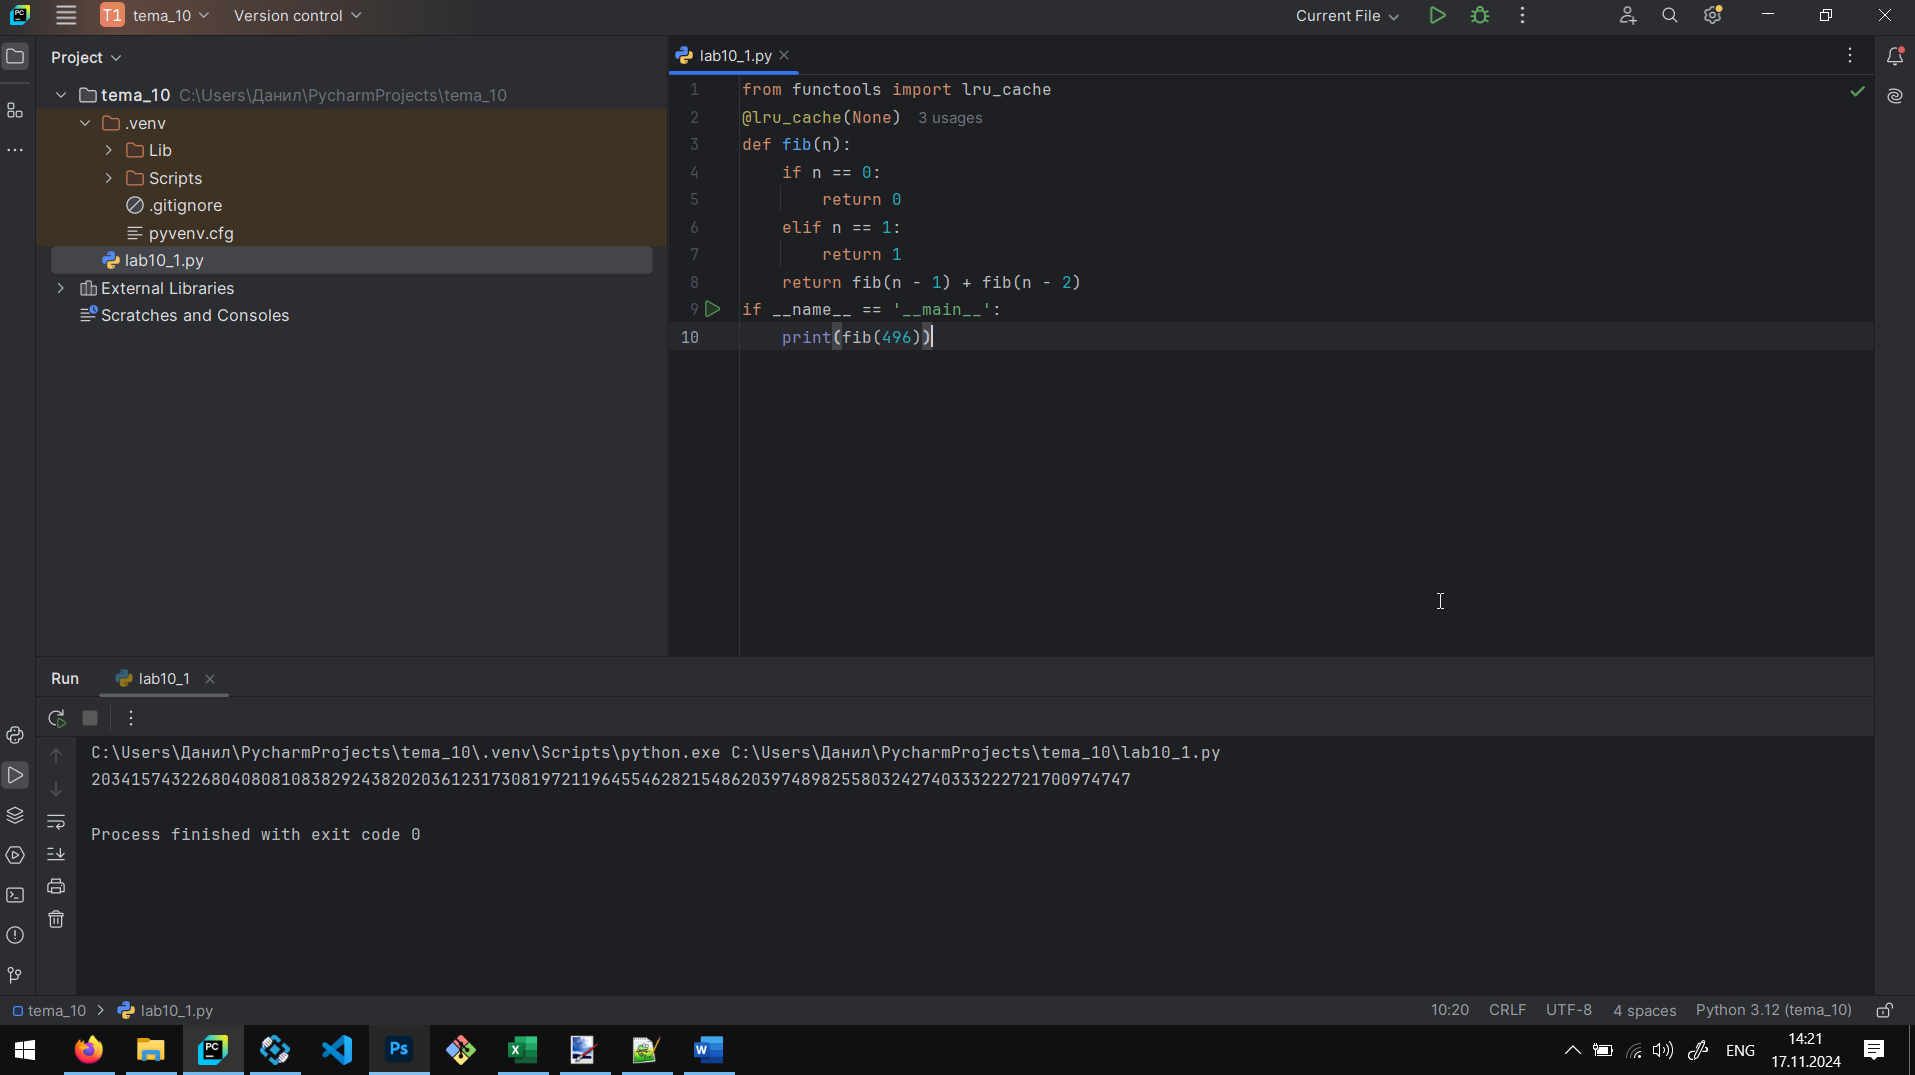 PC T1 tema_10 Version control Current File
Project
lab10_1.py
tema_10 C:\Users\Данил\PycharmProjects\tema_10
.venv
Lib
Scripts
.gitignore
pyvenv.cfg
lab10_1.py
External Libraries
Scratches and Consoles
1 from functools import lru_cache
2 @lru_cache(None) 3 usages
3 def fib(n):
4 if n == 0:
5 return 0
6 elif n == 1:
7 return 1
8 return fib(n - 1) + fib(n - 2)
9 if __name__ == '__main__':
10 print(fib(496))
Run lab10_1
C:\Users\Данил\PycharmProjects\tema_10\.venv\Scripts\python.exe C:\Users\Данил\PycharmProjects\tema_10\lab10_1.py
20341574322680408081083829243820203612317308197211964554628215486203974898255803242740333222721700974747
Process finished with exit code 0
tema_10 lab10_1.py 10:20 CRLF UTF-8 4 spaces Python 3.12 (tema_10)
PC Ps X W ENG 14:21
17.11.2024